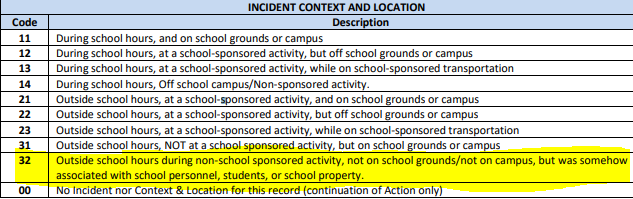 INCIDENT CONTEXT AND LOCATION
Code Description
11 During school hours, and on school grounds or campus
12 During school hours, at a school-sponsored activity, but off school grounds or campus
13 During school hours, at a school-sponsored activity, while on school-sponsored transportation
14 During school hours, Off school campus/Non-sponsored activity.
21 Outside school hours, at a school-sponsored activity, and on school grounds or campus
22 Outside school hours, at a school-sponsored activity, but off school grounds or campus
23 Outside school hours, at a school-sponsored activity, while on school-sponsored transportation
31 Outside school hours, NOT at a school sponsored activity, but on school grounds or campus
32 Outside school hours during non-school sponsored activity, not on school grounds/not on campus, but was somehow
associated with school personnel, students, or school property.
00 No Incident nor Context & Location for this record (continuation of Action only)